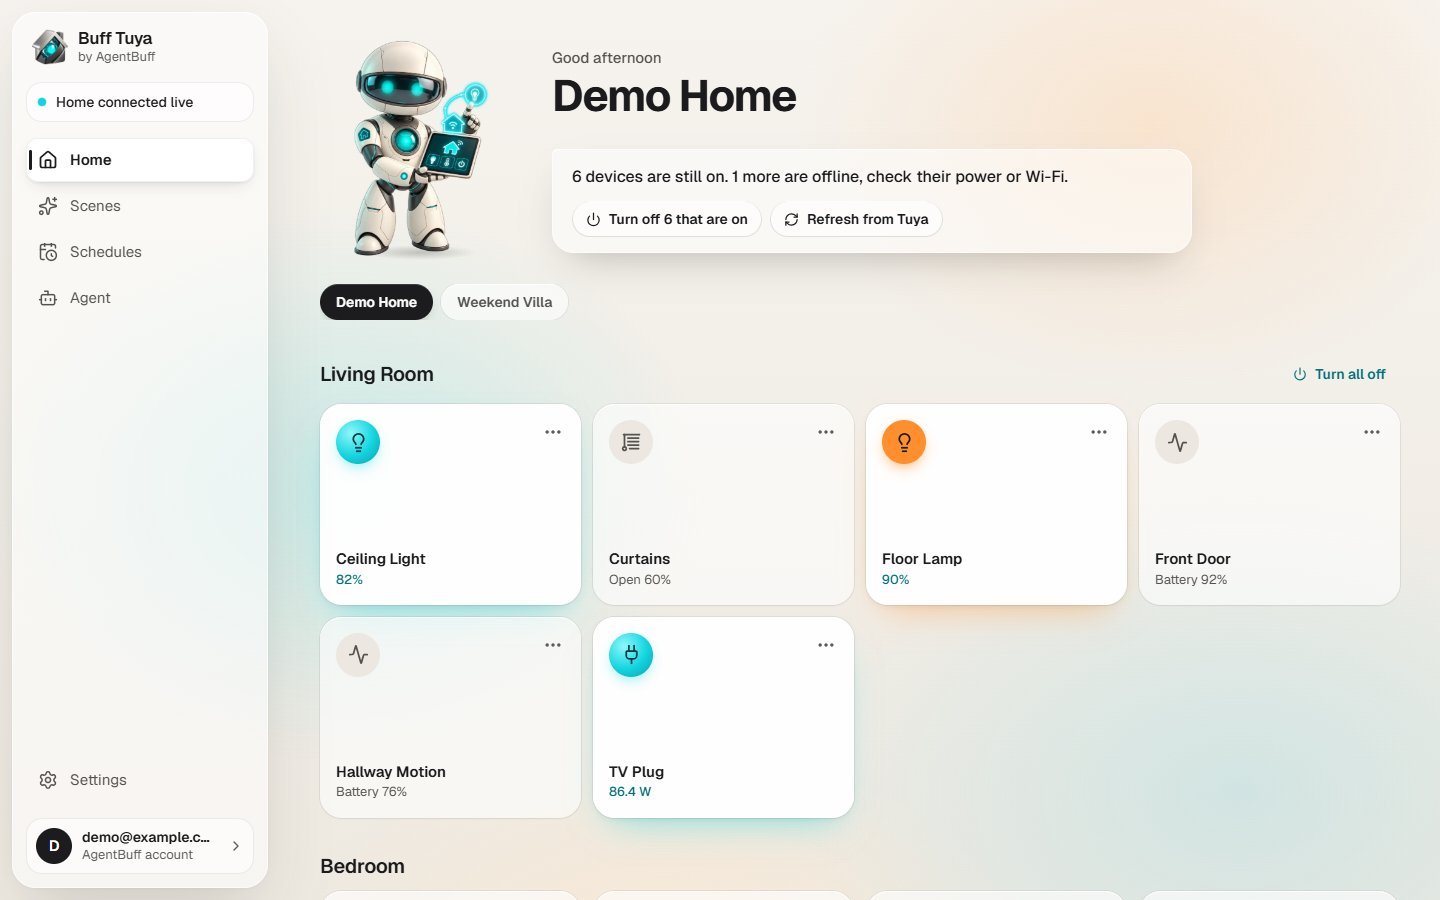 Buff Tuya
by AgentBuff
Home connected live
Home
Scenes
Schedules
Agent
Settings
D
demo@example.c...
AgentBuff account
Good afternoon
Demo Home
6 devices are still on. 1 more are offline, check their power or Wi-Fi.
Turn off 6 that are on
Refresh from Tuya
Demo Home
Weekend Villa
Living Room
Turn all off
Ceiling Light
82%
Curtains
Open 60%
Floor Lamp
90%
Front Door
Battery 92%
Hallway Motion
Battery 76%
TV Plug
86.4 W
Bedroom